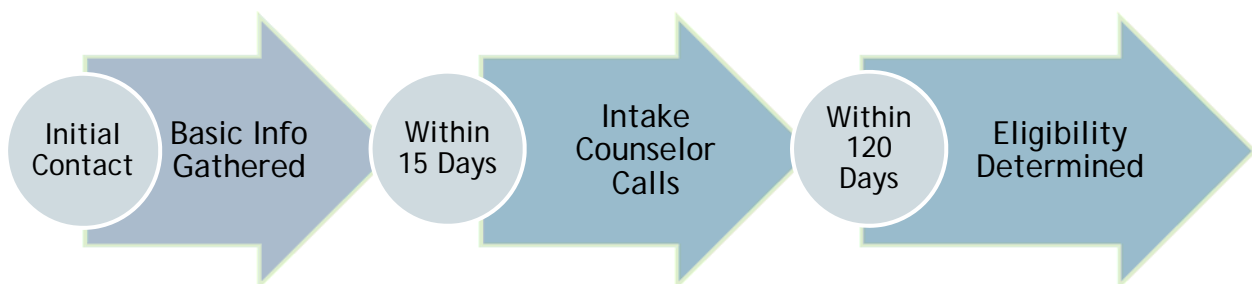 Initial
Contact
Basic Info
Gathered
Within
15 Days
Intake
Counselor
Calls
Within
120
Days
Eligibility
Determined